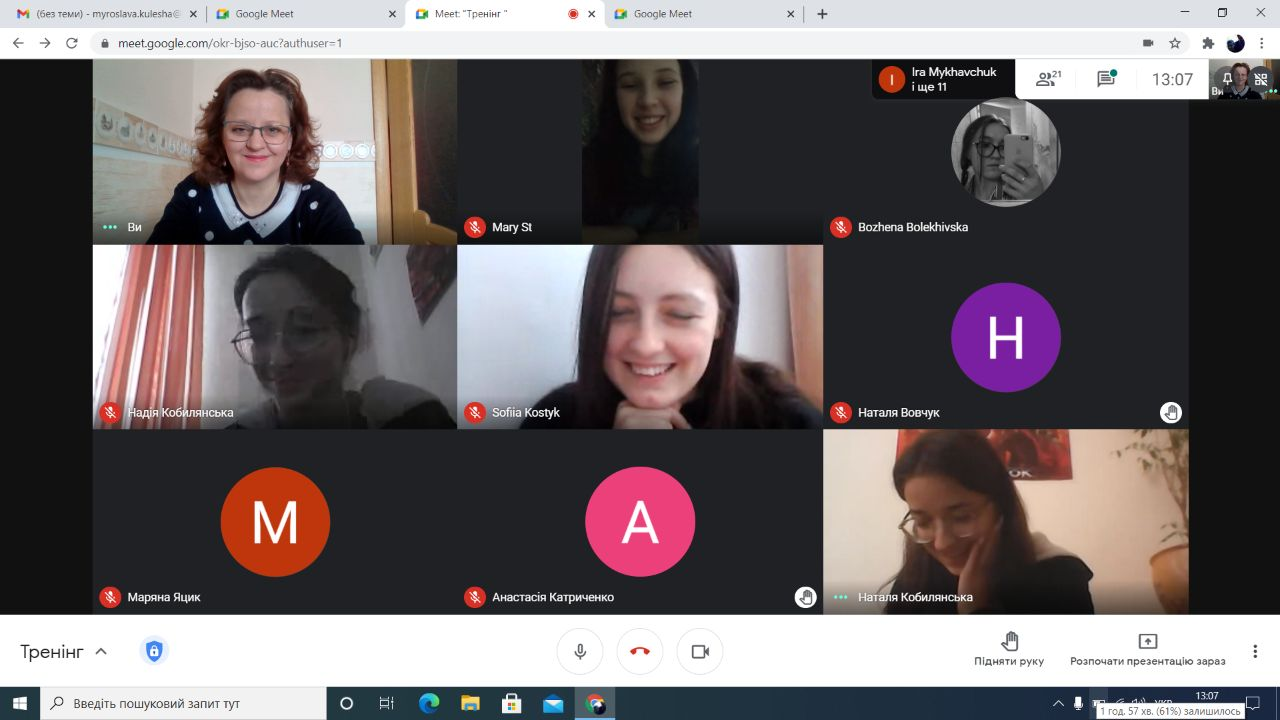 (без теми) - myroslava.kulesha@
Google Meet
Meet: "Тренінг "
Google Meet
meet.google.com/okr-bjso-auc?authuser=1
I
Ira Mykhavchuk
і ще 11
21
13:07
Ви
Ви
Mary St
Bozhena Bolekhivska
Надія Кобилянська
Sofiia Kostyk
Н
Наталя Вовчук
М
Маряна Яцик
А
Анастасія Катриченко
Наталя Кобилянська
Тренінг
Підняти руку
Розпочати презентацію зараз
Введіть пошуковий запит тут
13:07
1 год. 57 хв. (61%) залишилось